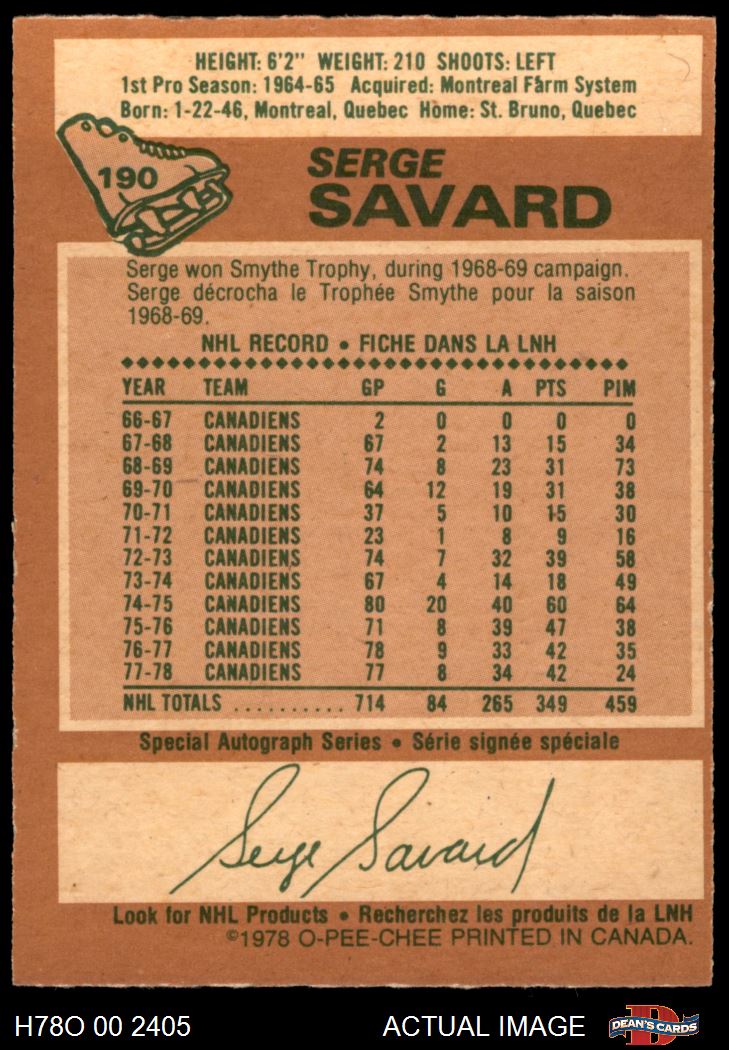 HEIGHT: 6'2" WEIGHT: 210 SHOOTS: LEFT
1st Pro Season: 1964-65 Acquired: Montreal Farm System
Born: 1-22-46, Montreal, Quebec Home: St. Bruno, Quebec
190
SERGE
SAVARD
Serge won Smythe Trophy, during 1968-69 campaign.
Serge décrocha le Trophée Smythe pour la saison
1968-69.
NHL RECORD • FICHE DANS LA LNH
YEAR TEAM GP G A PTS PIM
66-67 CANADIENS 2 0 0 0 0
67-68 CANADIENS 67 2 13 15 34
68-69 CANADIENS 74 8 23 31 73
69-70 CANADIENS 64 12 19 31 38
70-71 CANADIENS 37 5 10 15 30
71-72 CANADIENS 23 1 8 9 16
72-73 CANADIENS 74 7 32 39 58
73-74 CANADIENS 67 4 14 18 49
74-75 CANADIENS 80 20 40 60 64
75-76 CANADIENS 71 8 39 47 38
76-77 CANADIENS 78 9 33 42 35
77-78 CANADIENS 77 8 34 42 24
NHL TOTALS .......... 714 84 265 349 459
Special Autograph Series • Série signée spéciale
Serge Savard
Look for NHL Products • Recherchez les produits de la LNH
©1978 O-PEE-CHEE PRINTED IN CANADA.
H78O 00 2405 ACTUAL IMAGE D DEAN'S CARDS